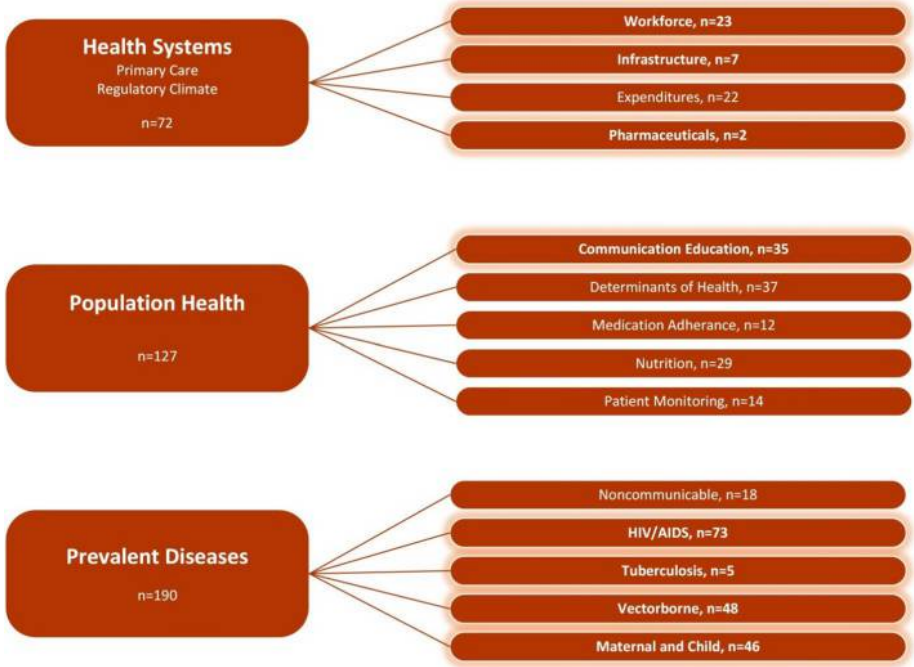 Health Systems
Primary Care
Regulatory Climate
n=72
Workforce, n=23
Infrastructure, n=7
Expenditures, n=22
Pharmaceuticals, n=2
Population Health
n=127
Communication Education, n=35
Determinants of Health, n=37
Medication Adherance, n=12
Nutrition, n=29
Patient Monitoring, n=14
Prevalent Diseases
n=190
Noncommunicable, n=18
HIV/AIDS, n=73
Tuberculosis, n=5
Vectorborne, n=48
Maternal and Child, n=46